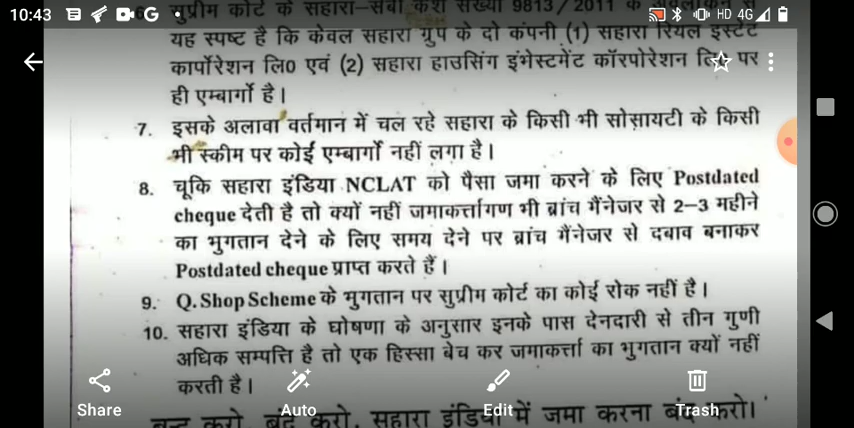 10:43 G HD 4G
सुप्रीम कोर्ट के सहारा-सेबी केश संख्या 9813/2011 के
यह स्पष्ट है कि केवल सहारा ग्रुप के दो कंपनी (1) सहारा रियल इस्टेट
कार्पोरेशन लि0 एवं (2) सहारा हाउसिंग इंभेस्टमेंट कॉरपोरेशन पर
ही एम्बार्गो है।
7. इसके अलावा वर्तमान में चल रहे सहारा के किसी भी सोसायटी के किसी
भी स्कीम पर कोई एम्बार्गो नहीं लगा है।
8. चूकि सहारा इंडिया NCLAT को पैसा जमा करने के लिए Postdated
cheque देती है तो क्यों नहीं जमाकर्त्तागण भी ब्रांच मैंनेजर से 2-3 महीने
का भुगतान देने के लिए समय देने पर ब्रांच मैंनेजर से दबाव बनाकर
Postdated cheque प्राप्त करते हैं।
9. Q. Shop Scheme के भुगतान पर सुप्रीम कोर्ट का कोई रोक नहीं है।
10. सहारा इंडिया के घोषणा के अनुसार इनके पास देनदारी से तीन गुणी
अधिक सम्पत्ति है तो एक हिस्सा बेच कर जमाकर्त्ता का भुगतान क्यों नहीं
करती है।
Share Auto Edit Trash
बन्द करो, बंद करो, सहारा इंडिया में जमा करना बंद करो।